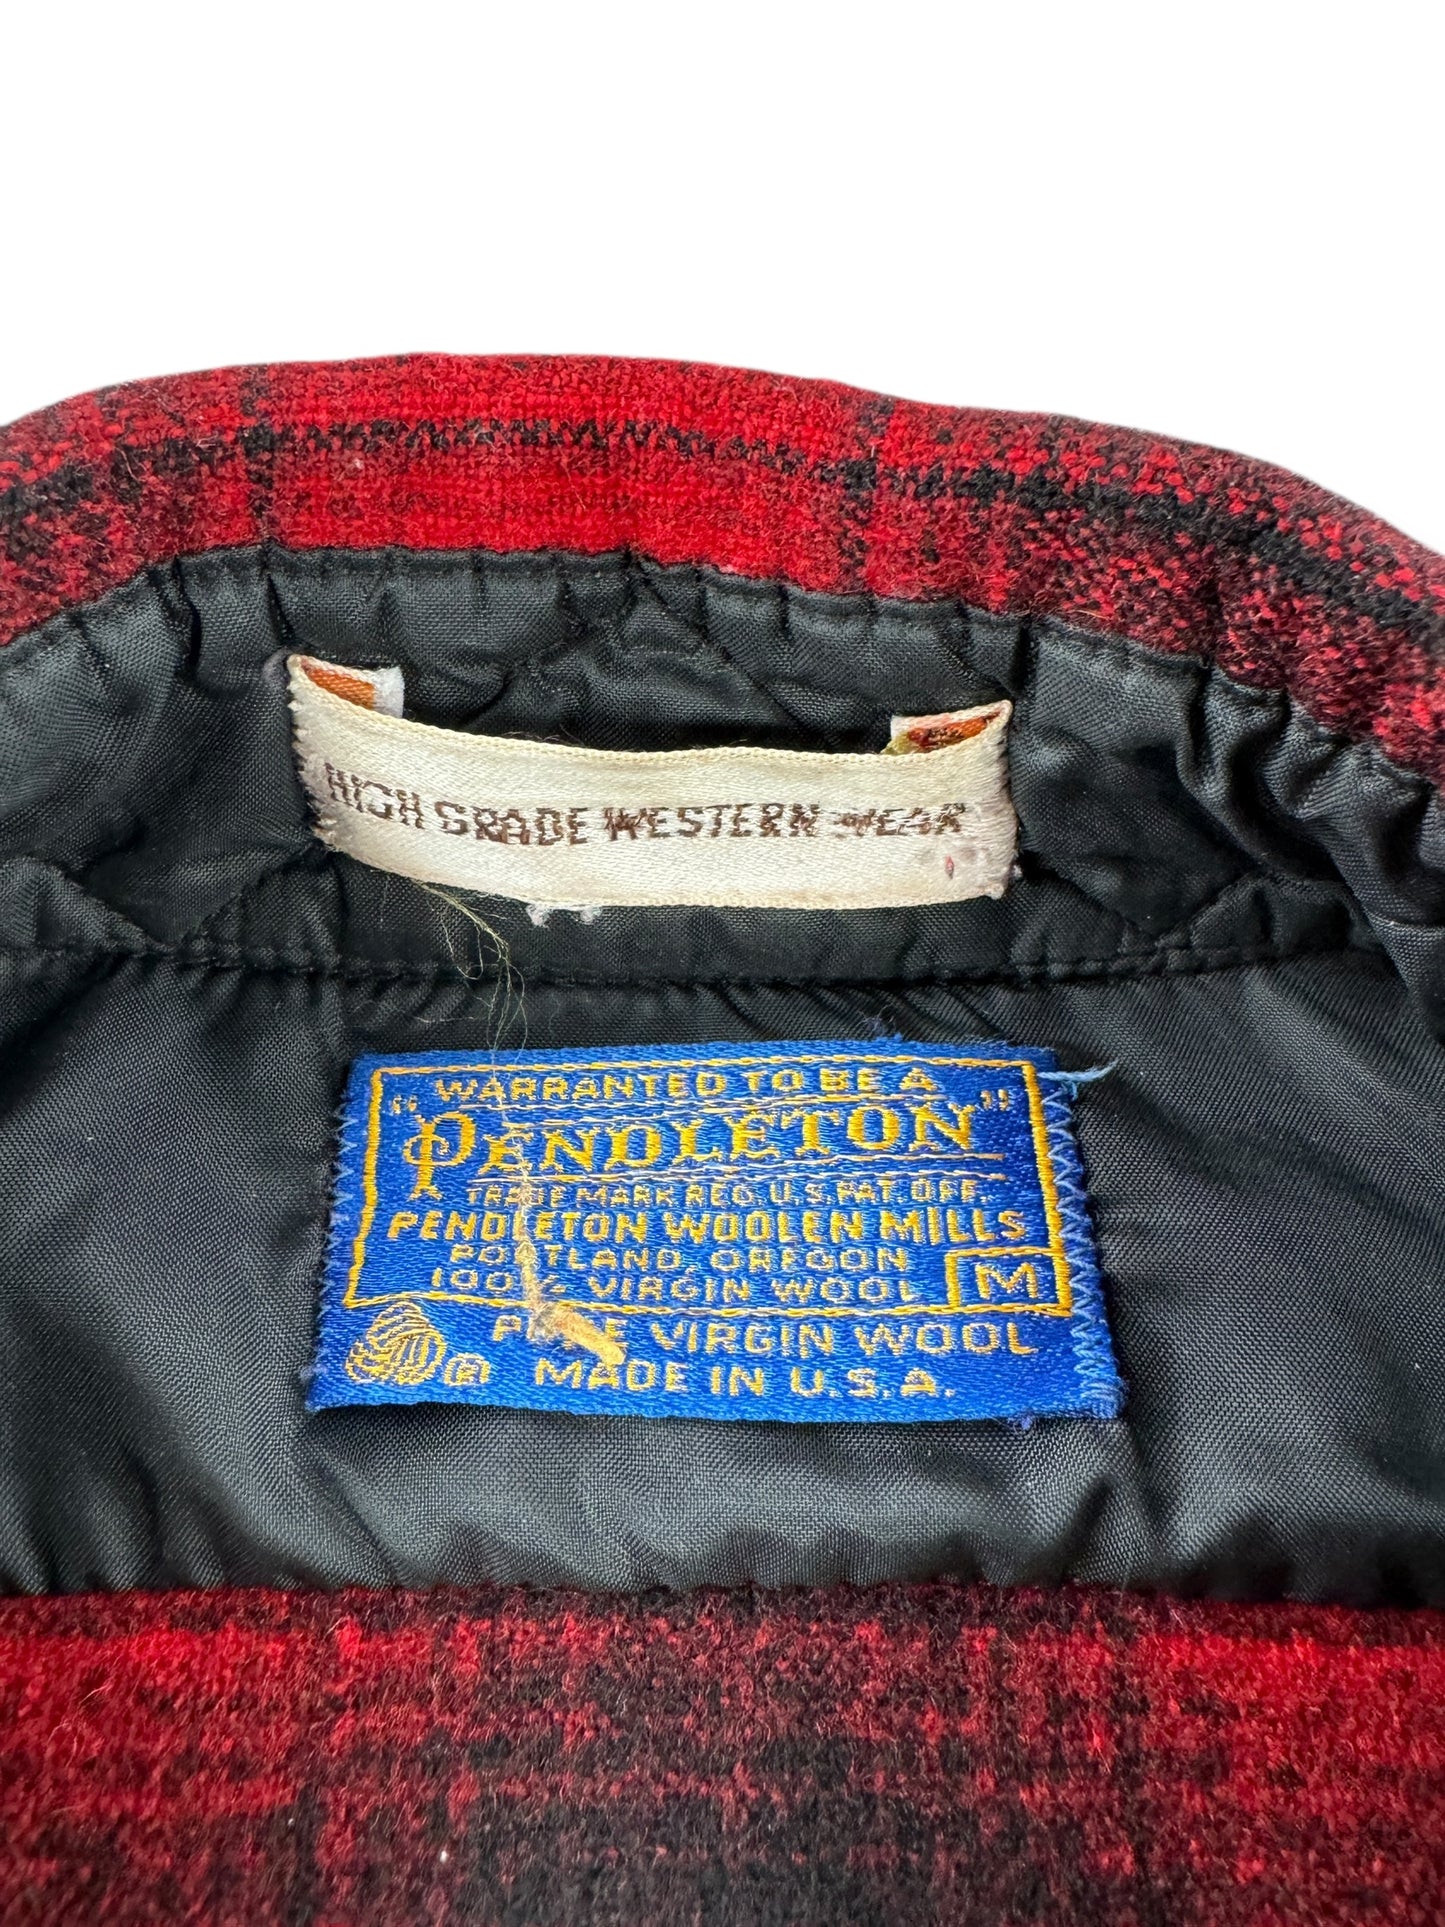 "HIGH GRADE WESTERN WEAR"
WARRANTED TO BE A
"PENDLETON"
TRADE MARK REG. U.S. PAT. OFF.
PENDLETON WOOLEN MILLS
PORTLAND, OREGON
100% VIRGIN WOOL M
PURE VIRGIN WOOL
® MADE IN U.S.A.